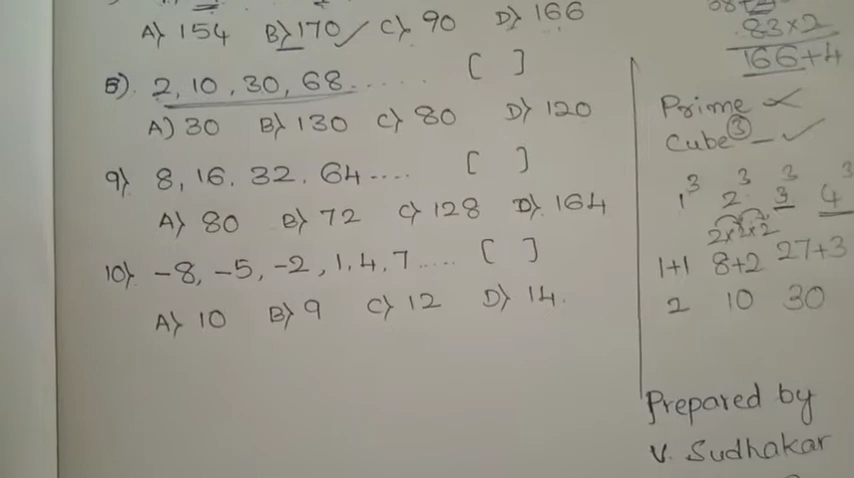 A) 154 B) 170 ✓ C) 90 D) 166
8). 2, 10, 30, 68..... [ ]
A) 30 B) 130 C) 80 D) 120
9) 8, 16, 32, 64.... [ ]
A) 80 B) 72 C) 128 D) 164
10) -8, -5, -2, 1, 4, 7..... [ ]
A) 10 B) 9 C) 12 D) 14.
83×2
166+4
Prime ×
Cube ③ - ✓
1³ 2³ 3³ 4³
2×2×2
1+1 8+2 27+3
2 10 30
Prepared by
V. Sudhakar